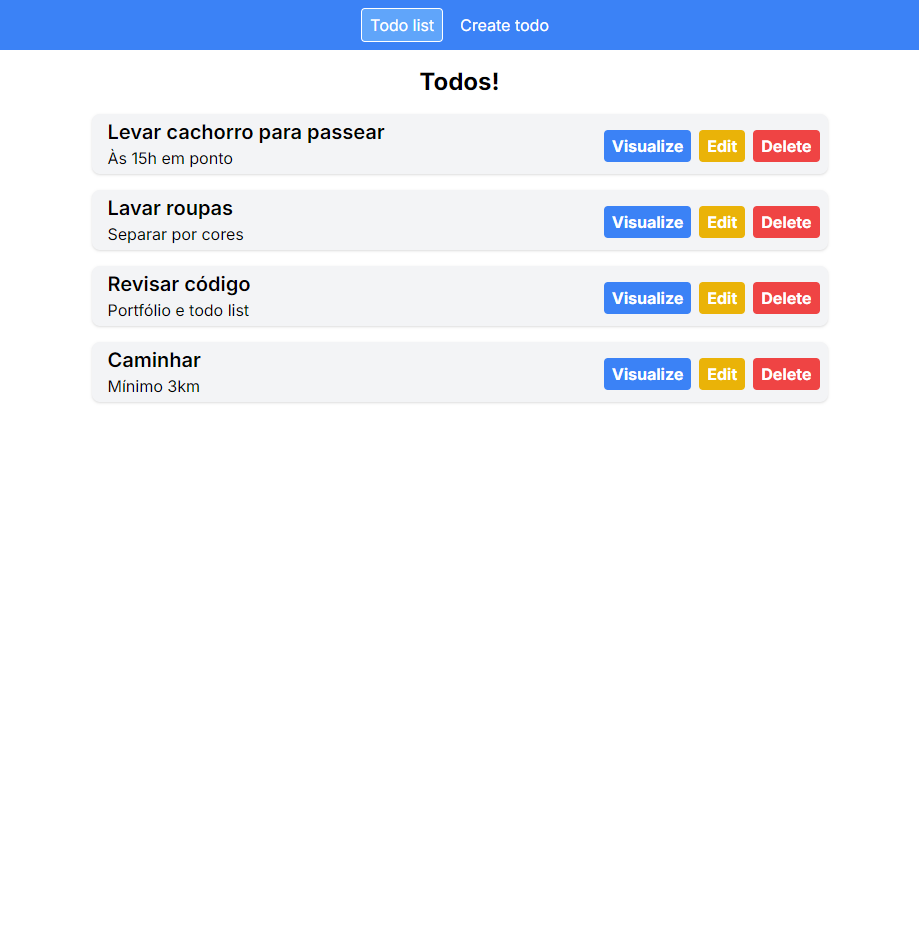 Todo list Create todo
Todos!
Levar cachorro para passear
Às 15h em ponto
Visualize Edit Delete
Lavar roupas
Separar por cores
Visualize Edit Delete
Revisar código
Portfólio e todo list
Visualize Edit Delete
Caminhar
Mínimo 3km
Visualize Edit Delete